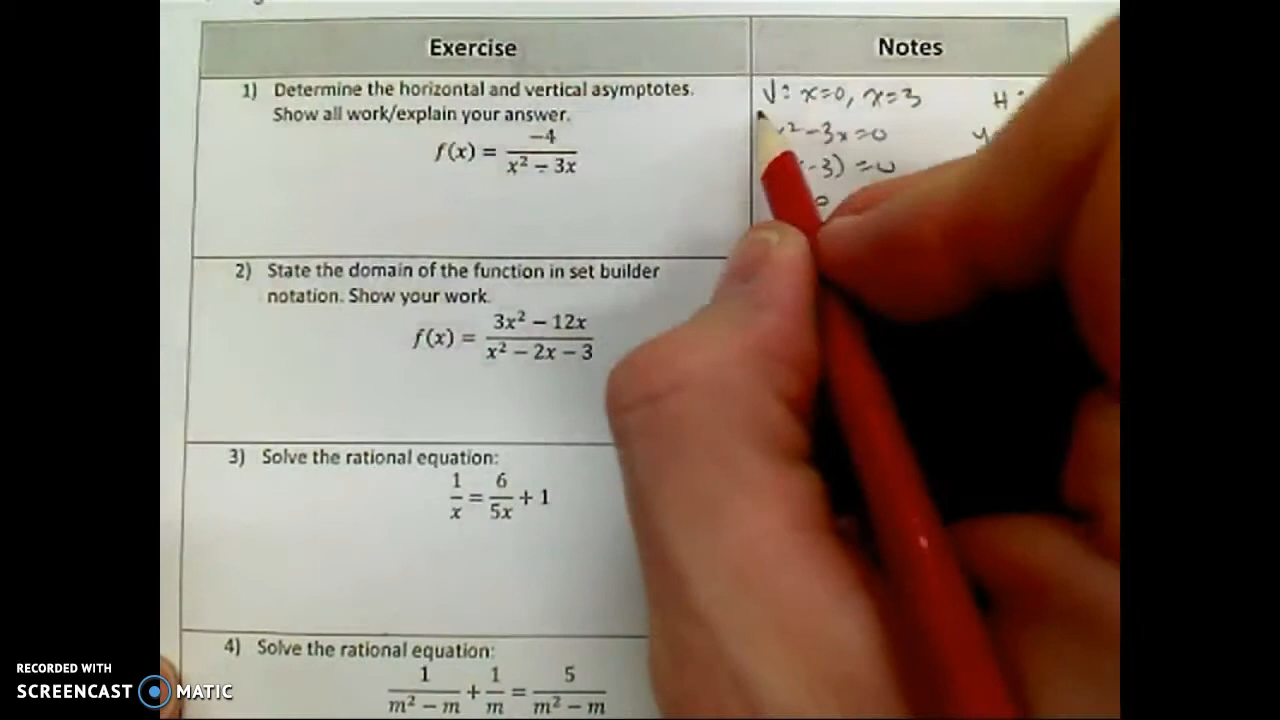 Exercise
Notes
1) Determine the horizontal and vertical asymptotes.
Show all work/explain your answer.
f(x) = -4 / x² - 3x
V: x=0, x=3
H:
² -3x=0
y
-3) =0
0
2) State the domain of the function in set builder
notation. Show your work.
f(x) = 3x² - 12x / x² - 2x - 3
3) Solve the rational equation:
1/x = 6/5x + 1
4) Solve the rational equation:
1/m² - m + 1/m = 5/m² - m
RECORDED WITH
SCREENCAST MATIC